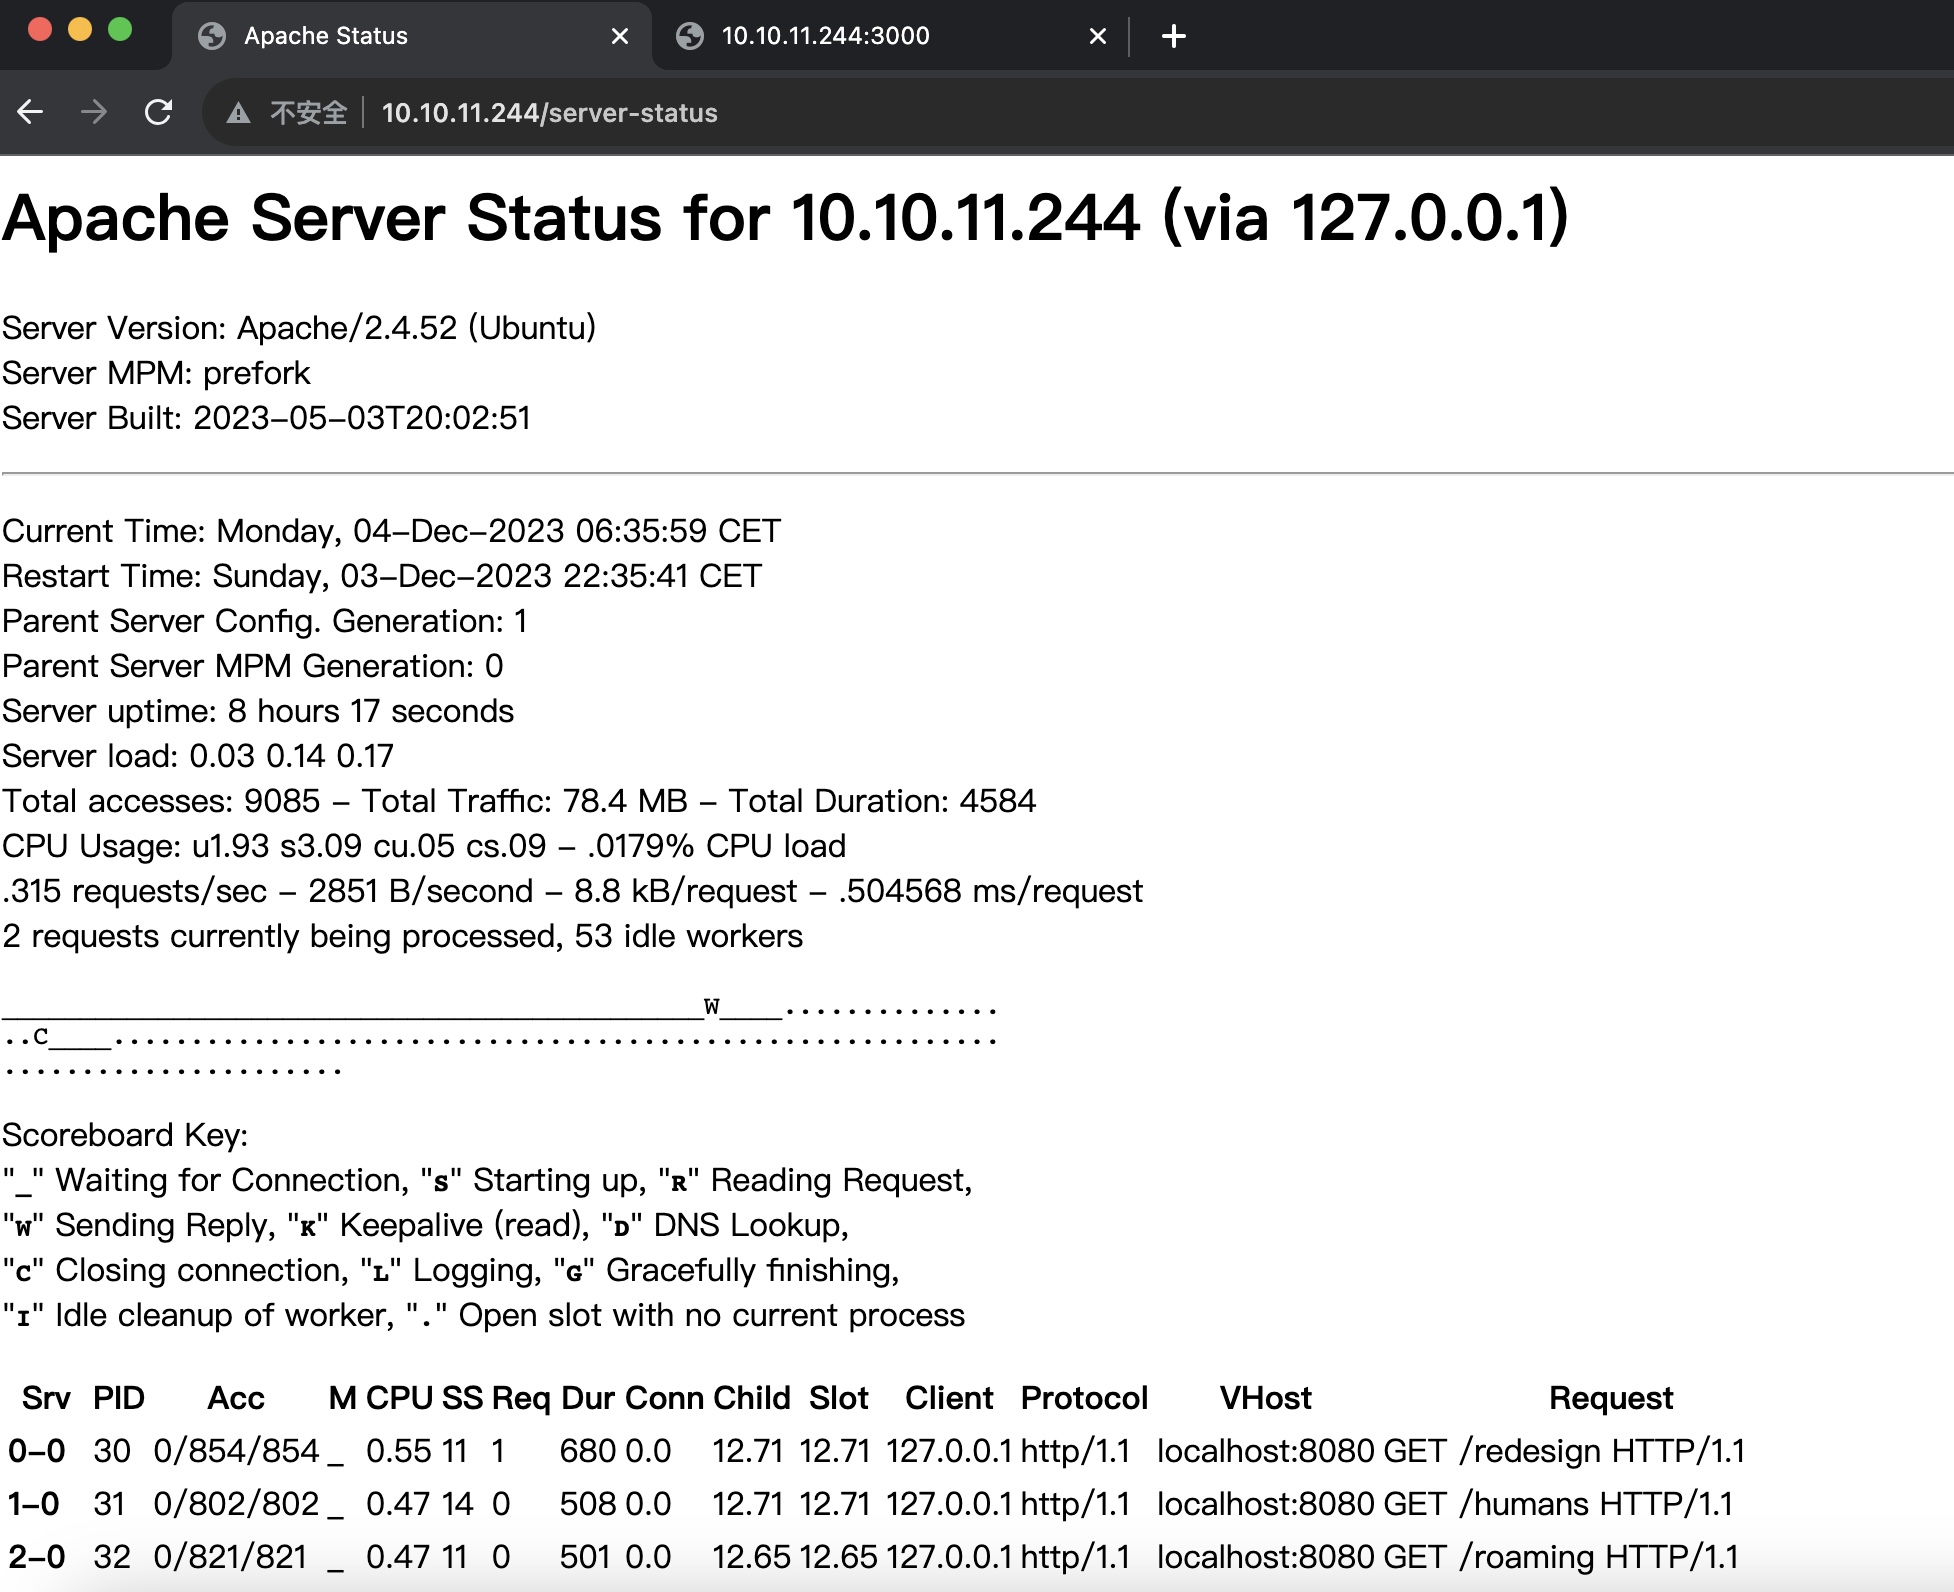 Apache Status
10.10.11.244:3000
不安全 10.10.11.244/server-status
Apache Server Status for 10.10.11.244 (via 127.0.0.1)
Server Version: Apache/2.4.52 (Ubuntu)
Server MPM: prefork
Server Built: 2023-05-03T20:02:51
Current Time: Monday, 04-Dec-2023 06:35:59 CET
Restart Time: Sunday, 03-Dec-2023 22:35:41 CET
Parent Server Config. Generation: 1
Parent Server MPM Generation: 0
Server uptime: 8 hours 17 seconds
Server load: 0.03 0.14 0.17
Total accesses: 9085 - Total Traffic: 78.4 MB - Total Duration: 4584
CPU Usage: u1.93 s3.09 cu.05 cs.09 - .0179% CPU load
.315 requests/sec - 2851 B/second - 8.8 kB/request - .504568 ms/request
2 requests currently being processed, 53 idle workers
_____________________________________________W____..............
..C____.........................................................
......................
Scoreboard Key:
"_" Waiting for Connection, "S" Starting up, "R" Reading Request,
"W" Sending Reply, "K" Keepalive (read), "D" DNS Lookup,
"C" Closing connection, "L" Logging, "G" Gracefully finishing,
"I" Idle cleanup of worker, "." Open slot with no current process
Srv PID Acc M CPU SS Req Dur Conn Child Slot Client Protocol VHost Request
0-0 30 0/854/854 _ 0.55 11 1 680 0.0 12.71 12.71 127.0.0.1 http/1.1 localhost:8080 GET /redesign HTTP/1.1
1-0 31 0/802/802 _ 0.47 14 0 508 0.0 12.71 12.71 127.0.0.1 http/1.1 localhost:8080 GET /humans HTTP/1.1
2-0 32 0/821/821 _ 0.47 11 0 501 0.0 12.65 12.65 127.0.0.1 http/1.1 localhost:8080 GET /roaming HTTP/1.1